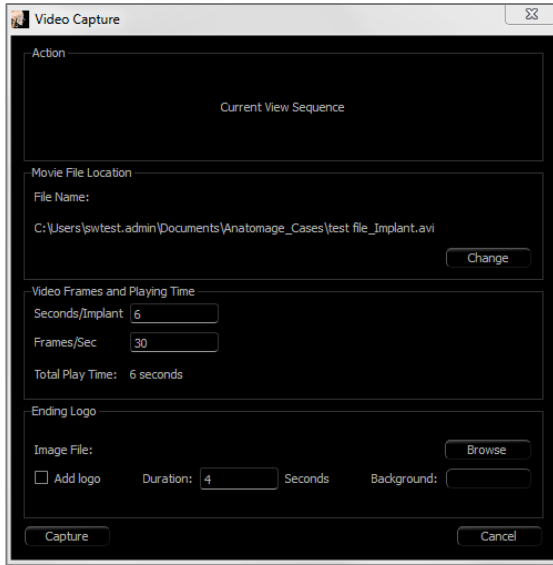 Video Capture
Action
Current View Sequence
Movie File Location
File Name:
C:\Users\swtest.admin\Documents\Anatomage_Cases\test file_Implant.avi
Change
Video Frames and Playing Time
Seconds/Implant 6
Frames/Sec 30
Total Play Time: 6 seconds
Ending Logo
Image File: Browse
Add logo Duration: 4 Seconds Background:
Capture Cancel